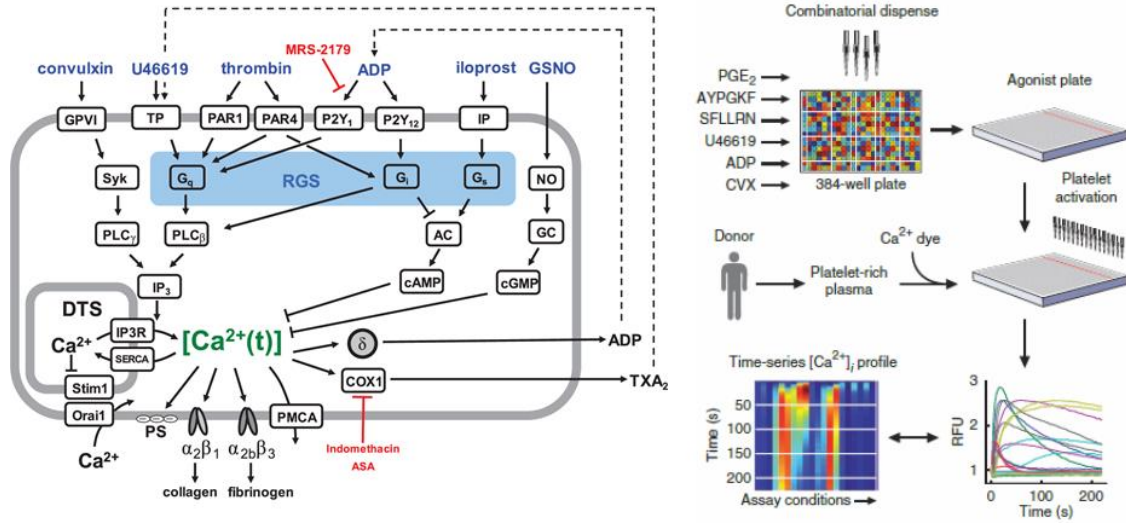 MRS-2179
convulxin U46619 thrombin ADP iloprost GSNO
GPVI TP PAR1 PAR4 P2Y1 P2Y12 IP
Syk Gq RGS Gi Gs NO
PLCγ PLCβ AC GC
IP3 cAMP cGMP
DTS
Ca2+ IP3R [Ca2+(t)] δ ADP
SERCA
Stim1 COX1 TXA2
Orai1 PS PMCA
Ca2+ α2β1 α2bβ3 Indomethacin
ASA
collagen fibrinogen
Combinatorial dispense
PGE2
AYPGKF
SFLLRN
U46619
ADP
CVX
384-well plate
Agonist plate
Platelet
activation
Donor
Ca2+ dye
Platelet-rich
plasma
Time-series [Ca2+]i profile
Time (s)
50
100
150
200
Assay conditions
RFU
3
2
1
0 100 200
Time (s)